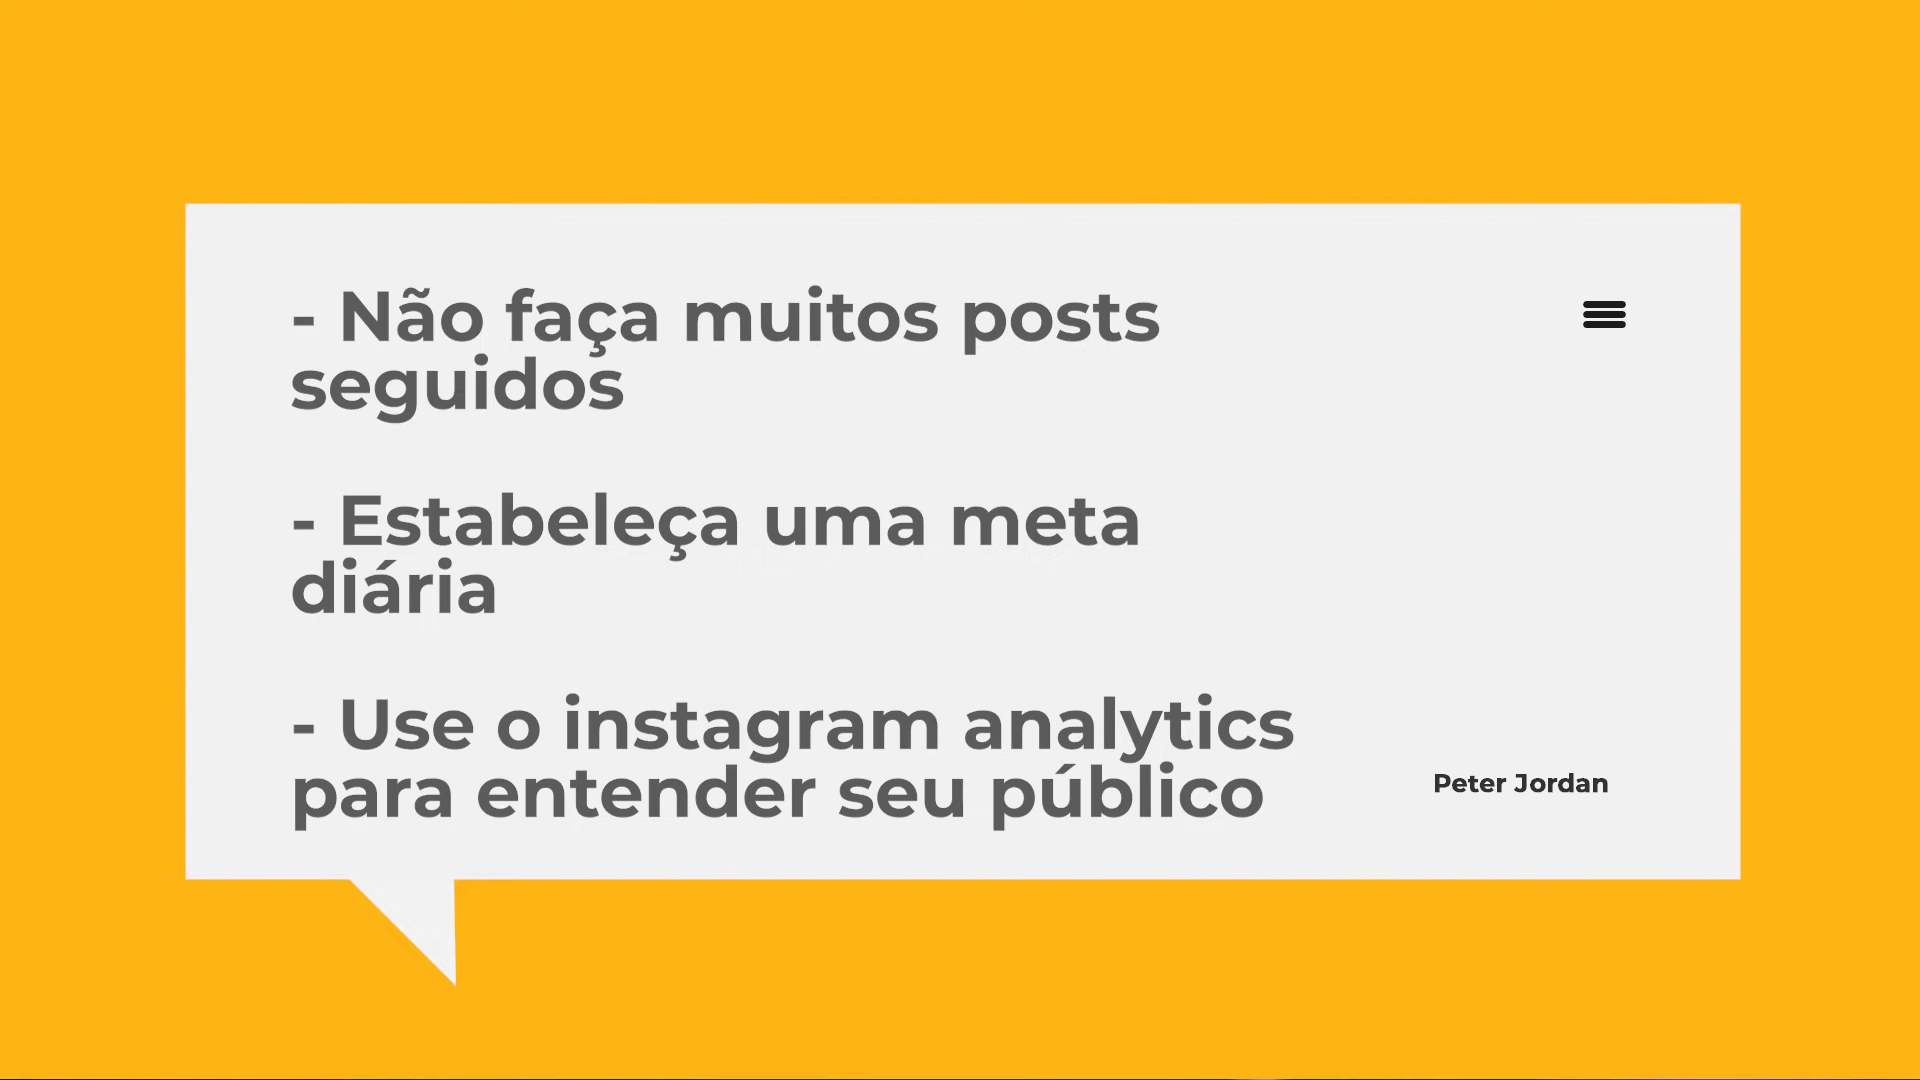 - Não faça muitos posts
seguidos
- Estabeleça uma meta
diária
- Use o instagram analytics
para entender seu público
Peter Jordan